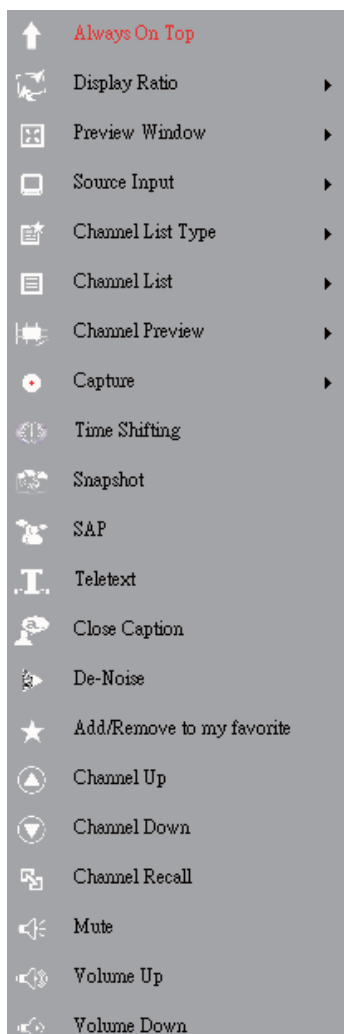 Always On Top
Display Ratio
Preview Window
Source Input
Channel List Type
Channel List
Channel Preview
Capture
Time Shifting
Snapshot
SAP
Teletext
Close Caption
De-Noise
Add/Remove to my favorite
Channel Up
Channel Down
Channel Recall
Mute
Volume Up
Volume Down